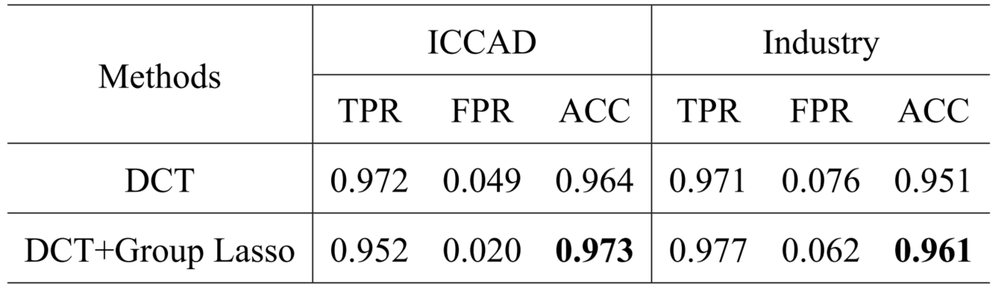 Methods ICCAD Industry
TPR FPR ACC TPR FPR ACC
DCT 0.972 0.049 0.964 0.971 0.076 0.951
DCT+Group Lasso 0.952 0.020 0.973 0.977 0.062 0.961